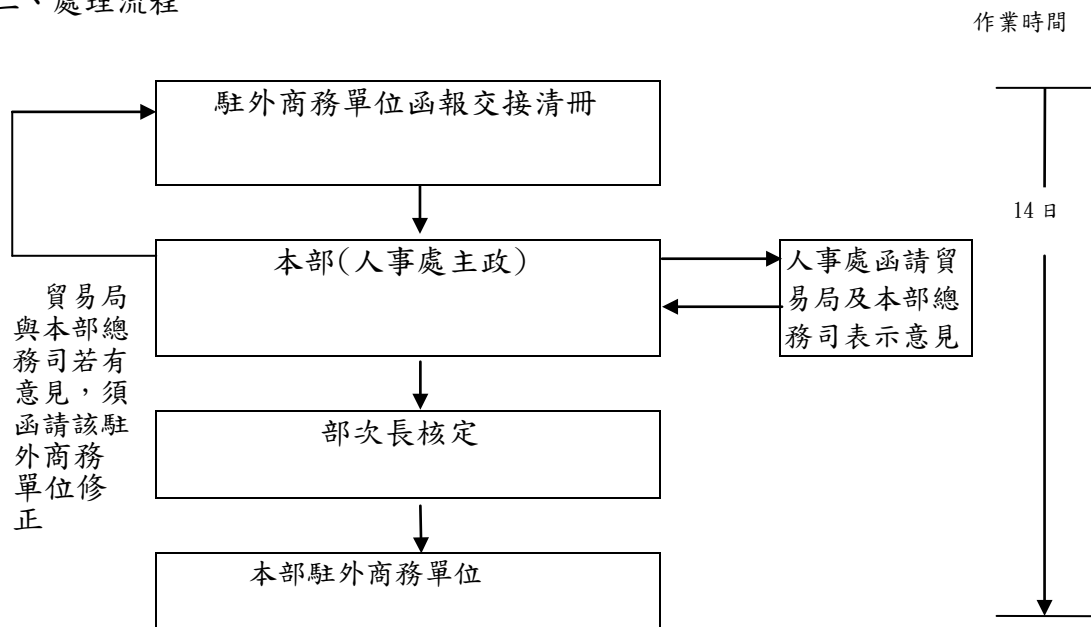 、處理流程
作業時間
駐外商務單位函報交接清冊
14日
本部(人事處主政)
人事處函請貿
易局及本部總
務司表示意見
貿易局
與本部總
務司若有
意見，須
函請該駐
外商務
單位修
正
部次長核定
本部駐外商務單位